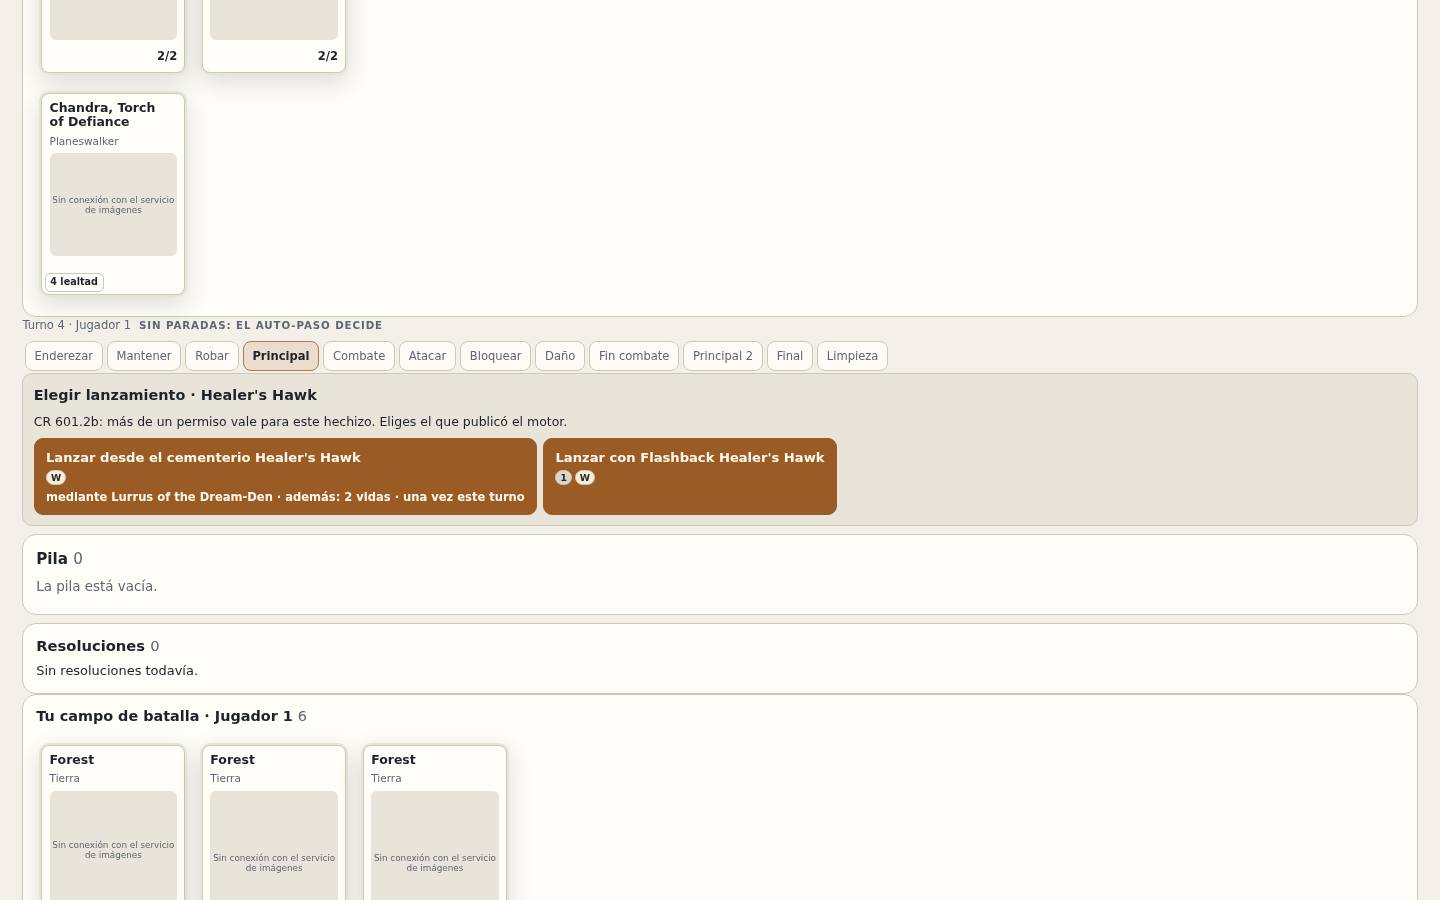 2/2
2/2
Chandra, Torch
of Defiance
Planeswalker
Sin conexión con el servicio
de imágenes
4 lealtad
Turno 4 · Jugador 1 SIN PARADAS: EL AUTO-PASO DECIDE
Enderezar Mantener Robar Principal Combate Atacar Bloquear Daño Fin combate Principal 2 Final Limpieza
Elegir lanzamiento · Healer's Hawk
CR 601.2b: más de un permiso vale para este hechizo. Eliges el que publicó el motor.
Lanzar desde el cementerio Healer's Hawk
W
mediante Lurrus of the Dream-Den · además: 2 vidas · una vez este turno
Lanzar con Flashback Healer's Hawk
1 W
Pila 0
La pila está vacía.
Resoluciones 0
Sin resoluciones todavía.
Tu campo de batalla · Jugador 1 6
Forest
Tierra
Sin conexión con el servicio
de imágenes
Forest
Tierra
Sin conexión con el servicio
de imágenes
Forest
Tierra
Sin conexión con el servicio
de imágenes